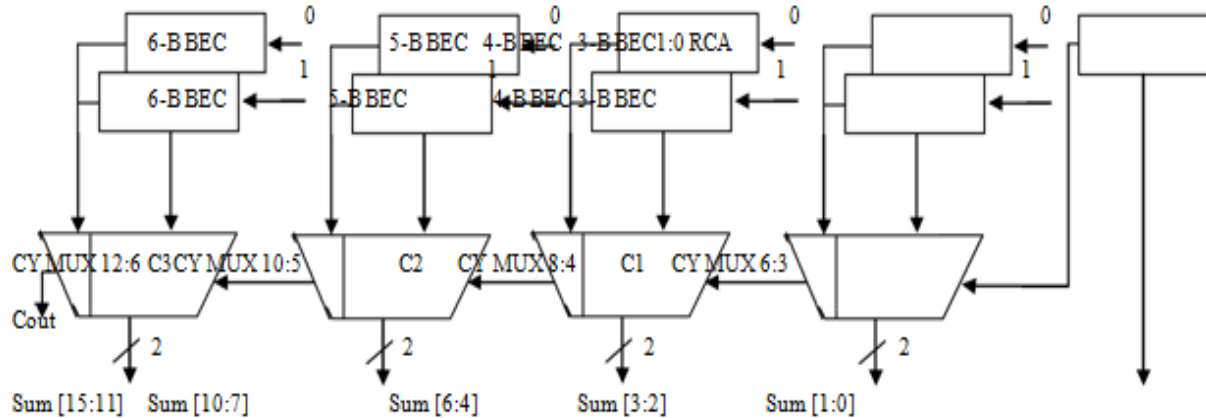 0 0 0 0
6-B BEC 5-B BEC 4-B BEC 3-B BEC1:0 RCA
1 1 1 1
6-B BEC 5-B BEC 4-B BEC 3-B BEC
CY MUX 12:6 C3CY MUX 10:5 C2 CY MUX 8:4 C1 CY MUX 6:3
Cout
2 2 2 2
Sum [15:11] Sum [10:7] Sum [6:4] Sum [3:2] Sum [1:0]